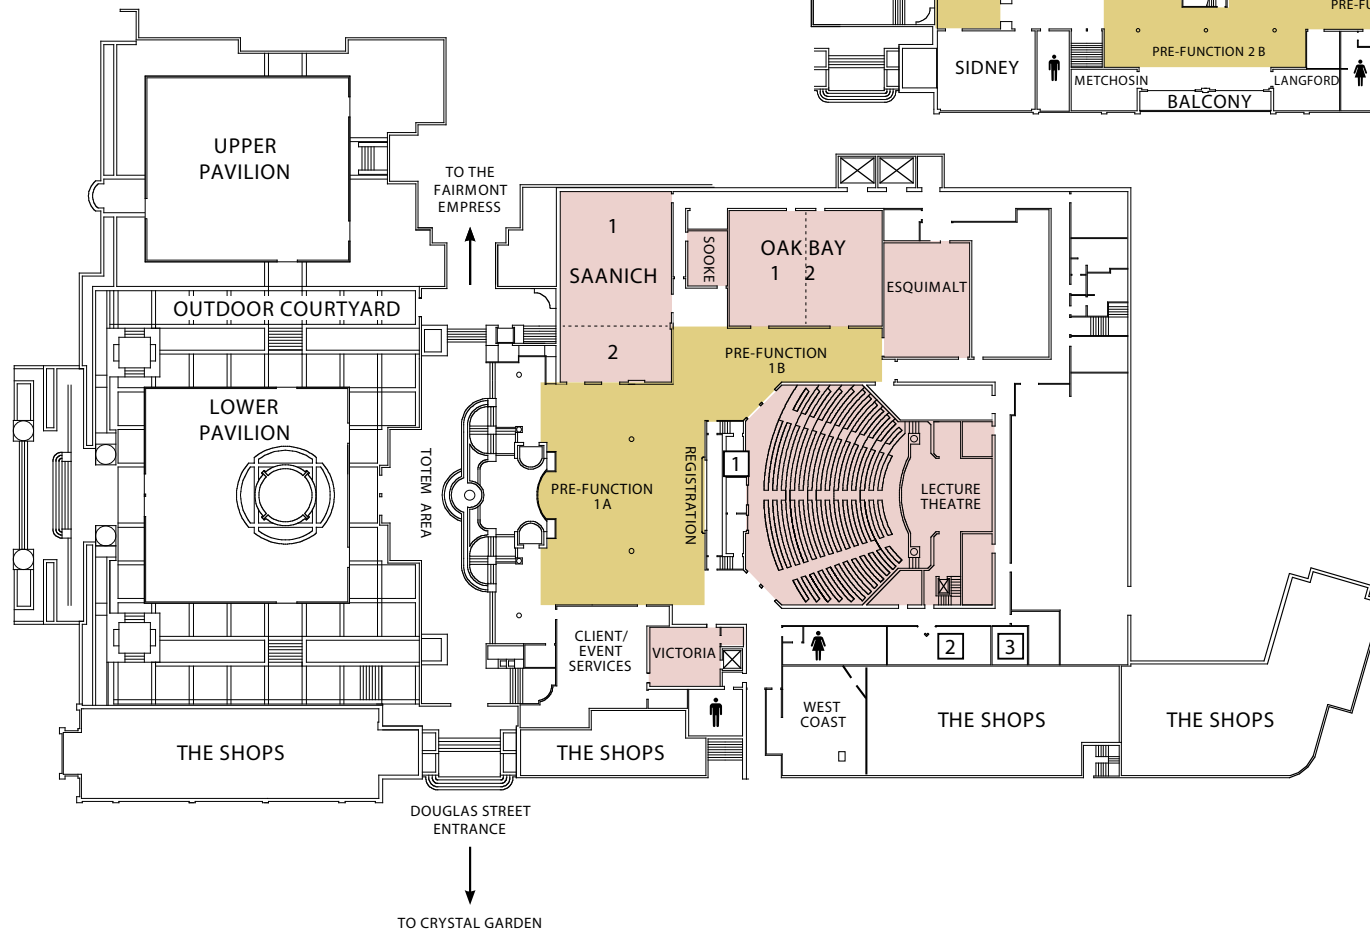 PRE-FU
PRE-FUNCTION 2 B
SIDNEY
METCHOSIN
LANGFORD
BALCONY
UPPER
PAVILION
TO THE
FAIRMONT
EMPRESS
1
SAANICH
2
SOOKE
OAK BAY
1 2
ESQUIMALT
OUTDOOR COURTYARD
PRE-FUNCTION
1B
LOWER
PAVILION
TOTEM AREA
PRE-FUNCTION
1A
REGISTRATION
1
LECTURE
THEATRE
CLIENT/
EVENT
SERVICES
VICTORIA
2
3
WEST
COAST
THE SHOPS
THE SHOPS
THE SHOPS
THE SHOPS
DOUGLAS STREET
ENTRANCE
TO CRYSTAL GARDEN